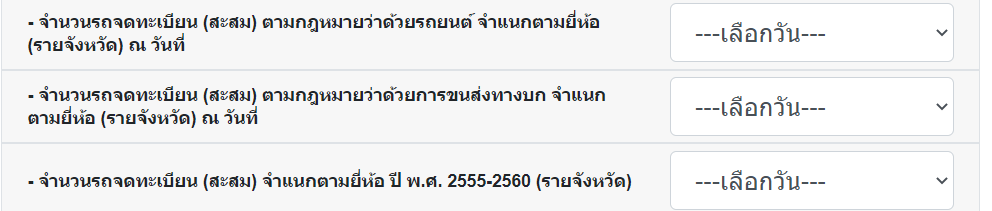 - จำนวนรถจดทะเบียน (สะสม) ตามกฎหมายว่าด้วยรถยนต์ จำแนกตามยี่ห้อ
(รายจังหวัด) ณ วันที่
---เลือกวัน---
- จำนวนรถจดทะเบียน (สะสม) ตามกฎหมายว่าด้วยการขนส่งทางบก จำแนก
ตามยี่ห้อ (รายจังหวัด) ณ วันที่
---เลือกวัน---
- จำนวนรถจดทะเบียน (สะสม) จำแนกตามยี่ห้อ ปี พ.ศ. 2555-2560 (รายจังหวัด)
---เลือกวัน---